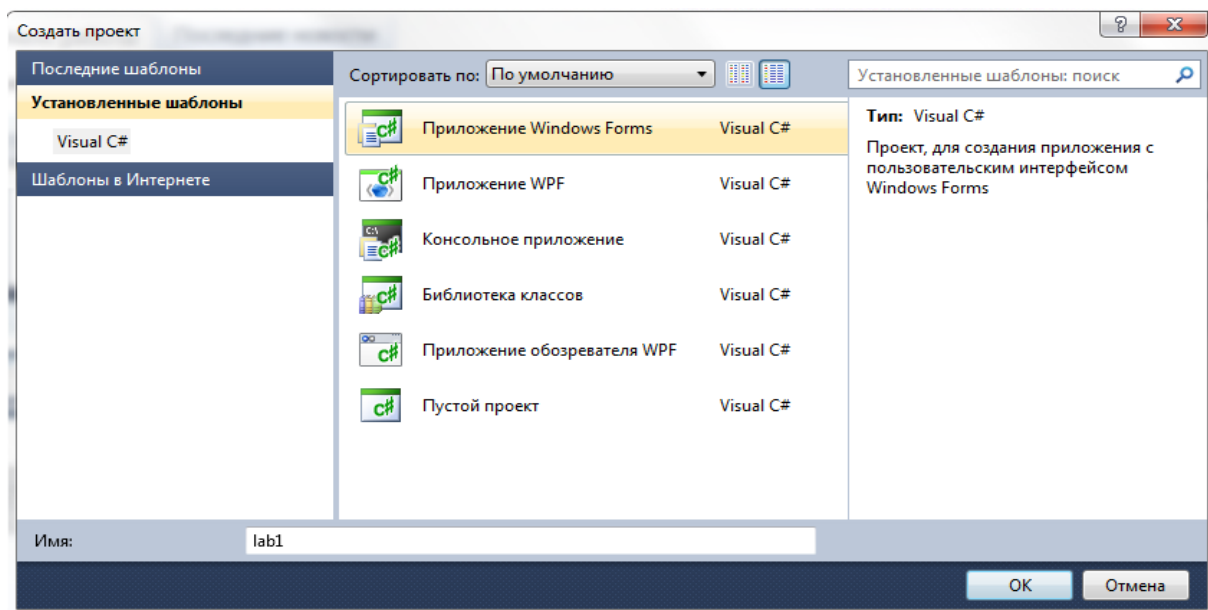 Создать проект
Последние шаблоны
Установленные шаблоны
Visual C#
Шаблоны в Интернете
Сортировать по: По умолчанию
Установленные шаблоны: поиск
Приложение Windows Forms Visual C#
Приложение WPF Visual C#
Консольное приложение Visual C#
Библиотека классов Visual C#
Приложение обозревателя WPF Visual C#
Пустой проект Visual C#
Тип: Visual C#
Проект, для создания приложения с
пользовательским интерфейсом
Windows Forms
Имя: lab1
OK Отмена